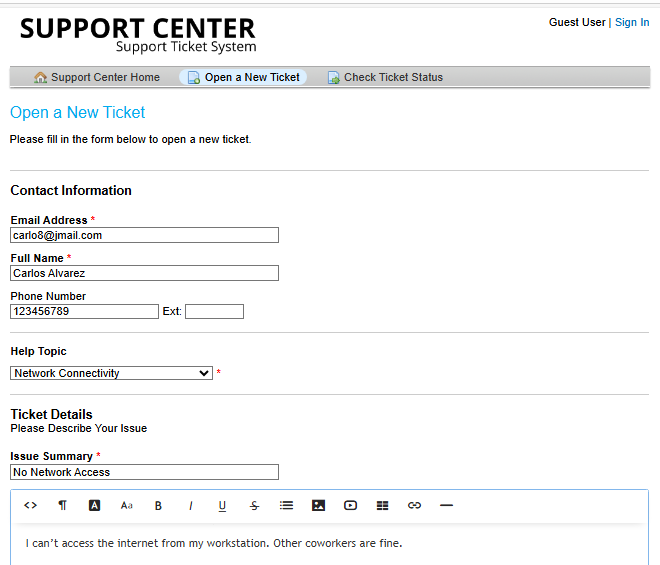 SUPPORT CENTER
Support Ticket System
Guest User | Sign In
Support Center Home Open a New Ticket Check Ticket Status
Open a New Ticket
Please fill in the form below to open a new ticket.
Contact Information
Email Address *
carlo8@jmail.com
Full Name *
Carlos Alvarez
Phone Number
123456789 Ext:
Help Topic
Network Connectivity *
Ticket Details
Please Describe Your Issue
Issue Summary *
No Network Access
<> ¶ A Aa B I U S
I can't access the internet from my workstation. Other coworkers are fine.